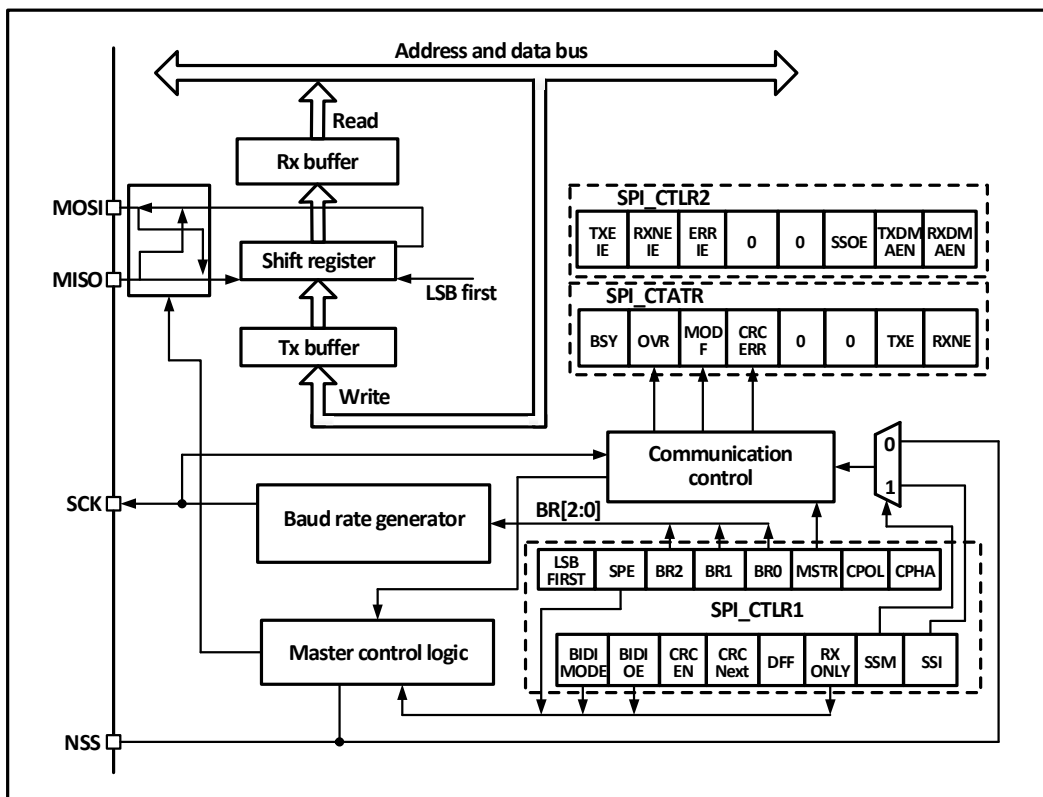 Address and data bus
Read
Rx buffer
MOSI
MISO
Shift register
LSB first
Tx buffer
Write
SPI_CTLR2
TXE
IE
RXNE
IE
ERR
IE
0
0
SSOE
TXDM
AEN
RXDM
AEN
SPI_CTATR
BSY
OVR
MOD
F
CRC
ERR
0
0
TXE
RXNE
Communication
control
0
1
SCK
Baud rate generator
BR[2:0]
LSB
FIRST
SPE
BR2
BR1
BR0
MSTR
CPOL
CPHA
SPI_CTLR1
Master control logic
BIDI
MODE
BIDI
OE
CRC
EN
CRC
Next
DFF
RX
ONLY
SSM
SSI
NSS